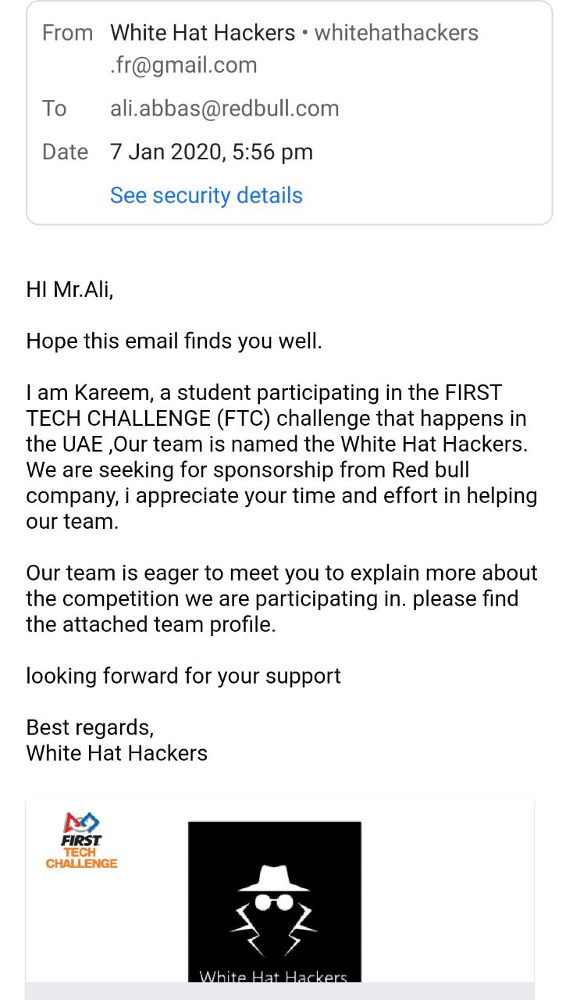 From White Hat Hackers • whitehathackers
.fr@gmail.com
To ali.abbas@redbull.com
Date 7 Jan 2020, 5:56 pm
See security details
HI Mr.Ali,
Hope this email finds you well.
I am Kareem, a student participating in the FIRST
TECH CHALLENGE (FTC) challenge that happens in
the UAE ,Our team is named the White Hat Hackers.
We are seeking for sponsorship from Red bull
company, i appreciate your time and effort in helping
our team.
Our team is eager to meet you to explain more about
the competition we are participating in. please find
the attached team profile.
looking forward for your support
Best regards,
White Hat Hackers
FIRST
TECH
CHALLENGE
White Hat Hackers